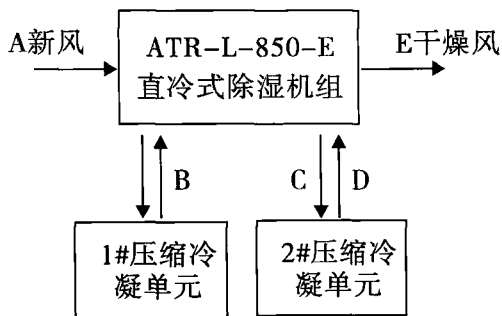 A新风
ATR-L-850-E
直冷式除湿机组
E干燥风
B
C
D
1#压缩冷
凝单元
2#压缩冷
凝单元